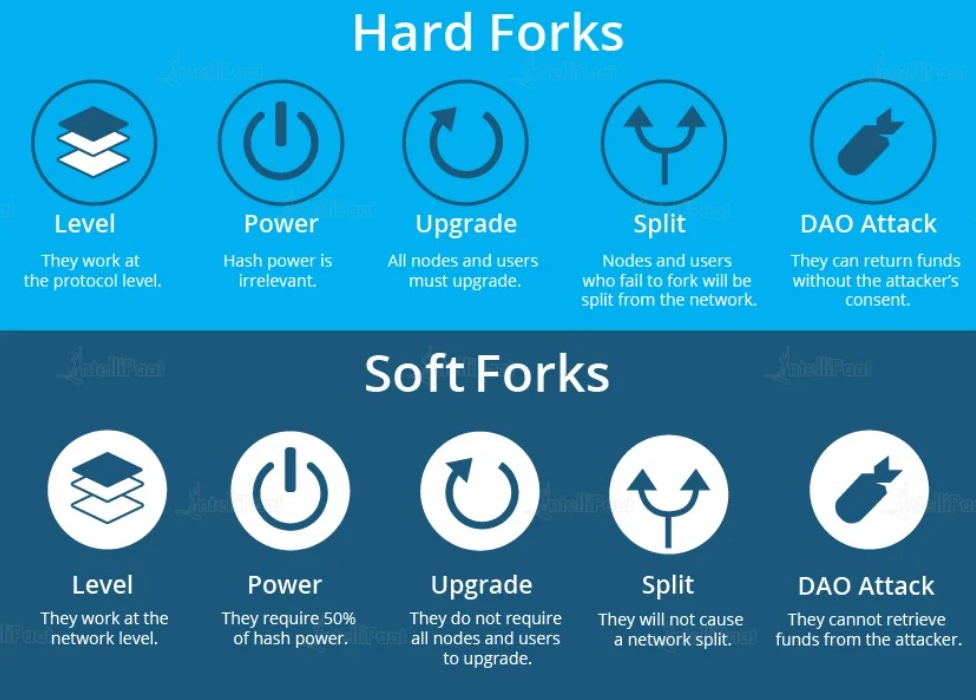 Hard Forks
Level
Power
Upgrade
Split
DAO Attack
They work at
the protocol level.
Hash power is
irrelevant.
All nodes and users
must upgrade.
Nodes and users
who fail to fork will be
split from the network.
They can return funds
without the attacker's
consent.
Soft Forks
Level
Power
Upgrade
Split
DAO Attack
They work at the
network level.
They require 50%
of hash power.
They do not require
all nodes and users
to upgrade.
They will not cause
a network split.
They cannot retrieve
funds from the attacker.